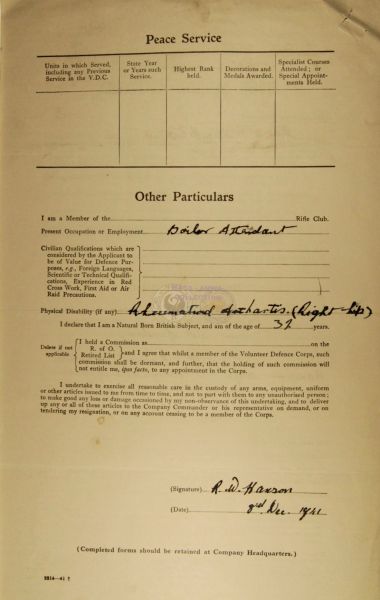 Peace Service
Units in which Served, including any Previous Service in the V.D.C.
State Year or Years such Service.
Highest Rank held.
Decorations and Medals Awarded.
Specialist Courses Attended; or Special Appointments Held.
Other Particulars
I am a Member of the Rifle Club.
Present Occupation or Employment Boiler Attendant
Civilian Qualifications which are
considered by the Applicant to
be of Value for Defence Pur-
poses, e.g., Foreign Languages,
Scientific or Technical Qualifi-
cations, Experience in Red
Cross Work, First Aid or Air
Raid Precautions.
Physical Disability (if any) Rheumatoid Arthritis. (Right Hip)
I declare that I am a Natural Born British Subject, and am of the age of 32 years.
Delete if not applicable
I held a Commission as on the
R. of O.
Retired List
and I agree that whilst a member of the Volunteer Defence Corps, such
commission shall be dormant, and further, that the holding of such commission will
not entitle me, ipso facto, to any appointment in the Corps.
I undertake to exercise all reasonable care in the custody of any arms, equipment, uniform
or other articles issued to me from time to time, and not to part with them to any unauthorised person;
to make good any loss or damage occasioned by my non-observance of this undertaking, and to deliver
up any or all of these articles to the Company Commander or his representative on demand, or on
tendering my resignation, or on any account ceasing to be a member of the Corps.
(Signature) R. W. Hanson
(Date) 2nd Dec. 1941
(Completed forms should be retained at Company Headquarters.)